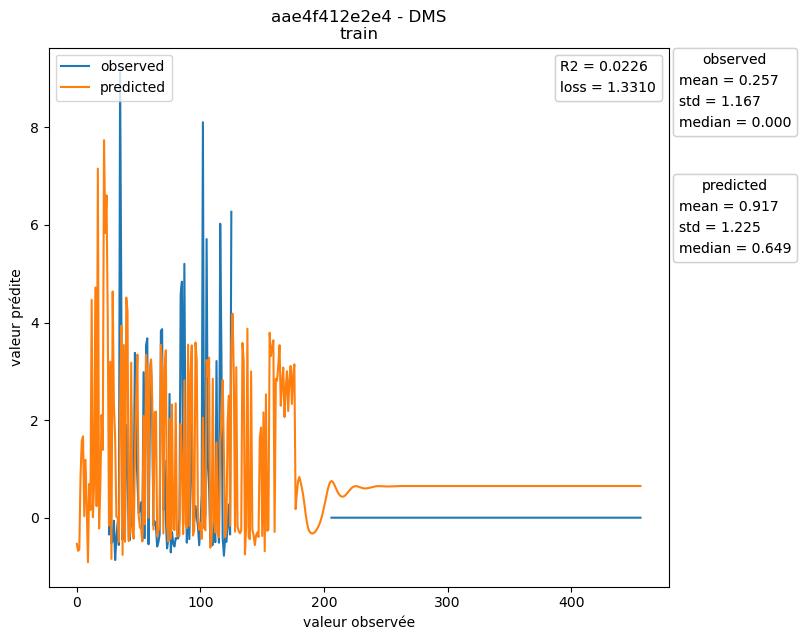 aae4f412e2e4 - DMS
train
observed
predicted
R2 = 0.0226
loss = 1.3310
observed
mean = 0.257
std = 1.167
median = 0.000
predicted
mean = 0.917
std = 1.225
median = 0.649
valeur prédite
8
6
4
2
0
0
100
200
300
400
valeur observée